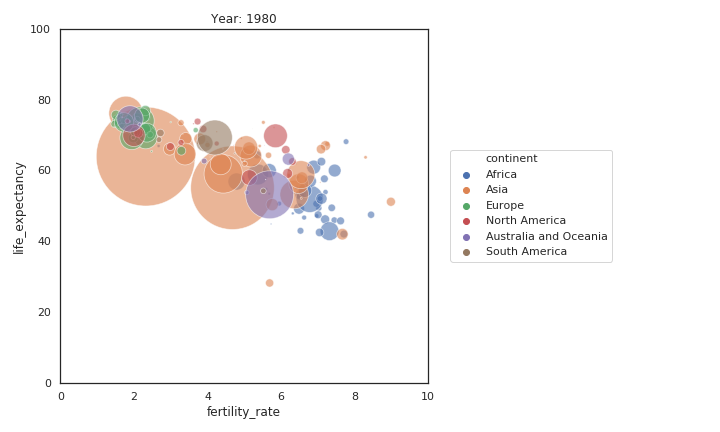 Year: 1980
100
80
60
40
20
0
life_expectancy
0 2 4 6 8 10
fertility_rate
continent
Africa
Asia
Europe
North America
Australia and Oceania
South America